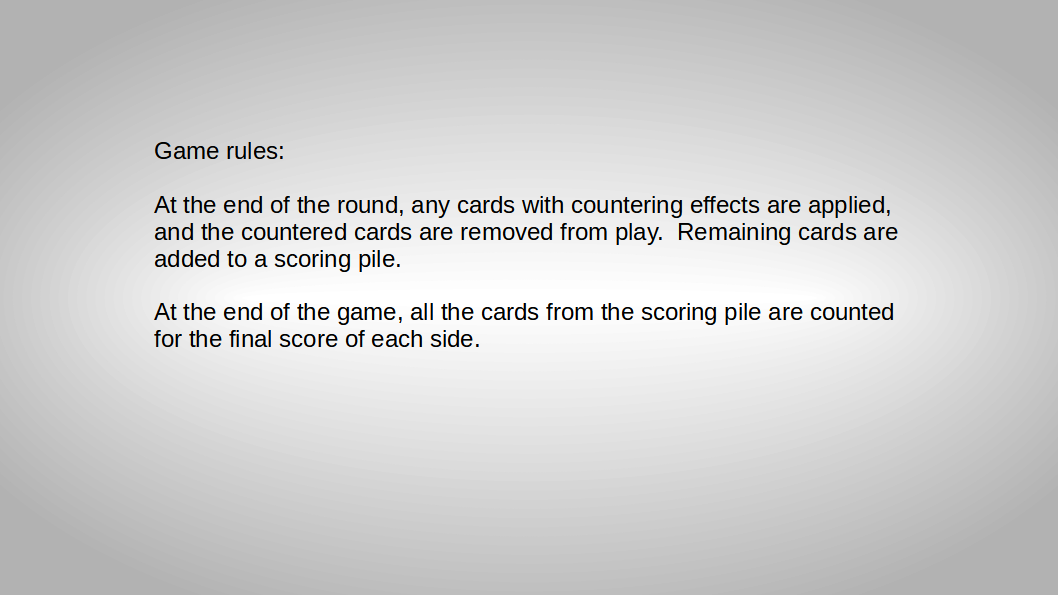 Game rules:
At the end of the round, any cards with countering effects are applied,
and the countered cards are removed from play.  Remaining cards are
added to a scoring pile.
At the end of the game, all the cards from the scoring pile are counted
for the final score of each side.